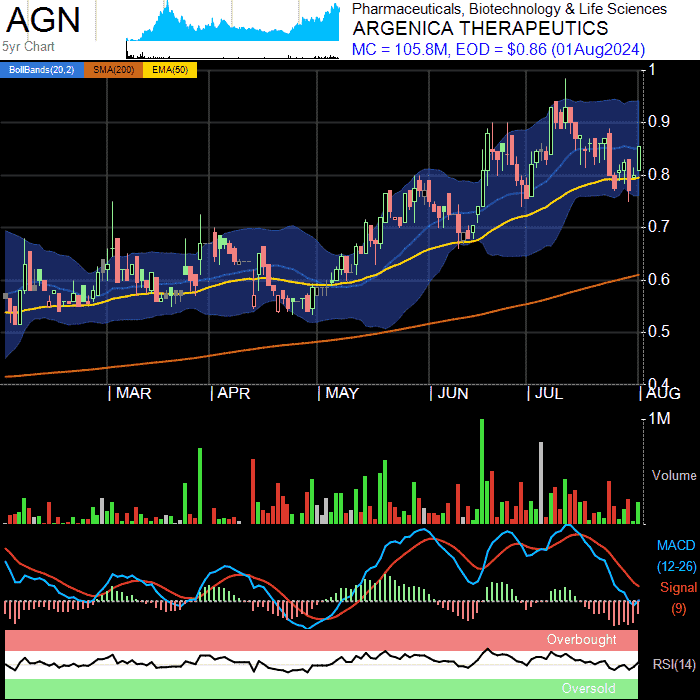 AGN
5yr Chart
Pharmaceuticals, Biotechnology & Life Sciences
ARGENICA THERAPEUTICS
MC = 105.8M, EOD = $0.86 (01Aug2024)
BollBands(20,2) SMA(200) EMA(50)
1
0.9
0.8
0.7
0.6
0.5
0.4
MAR APR MAY JUN JUL AUG
1M
Volume
MACD
(12-26)
Signal
(9)
Overbought
RSI(14)
Oversold